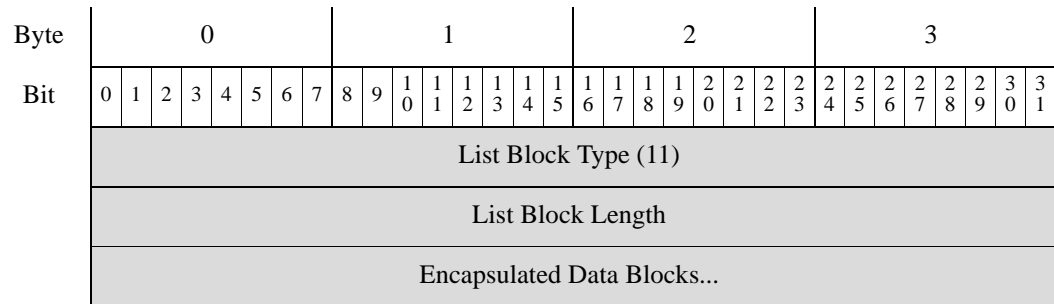 Byte 0 1 2 3
Bit 0 1 2 3 4 5 6 7 8 9 10 11 12 13 14 15 16 17 18 19 20 21 22 23 24 25 26 27 28 29 30 31
List Block Type (11)
List Block Length
Encapsulated Data Blocks...